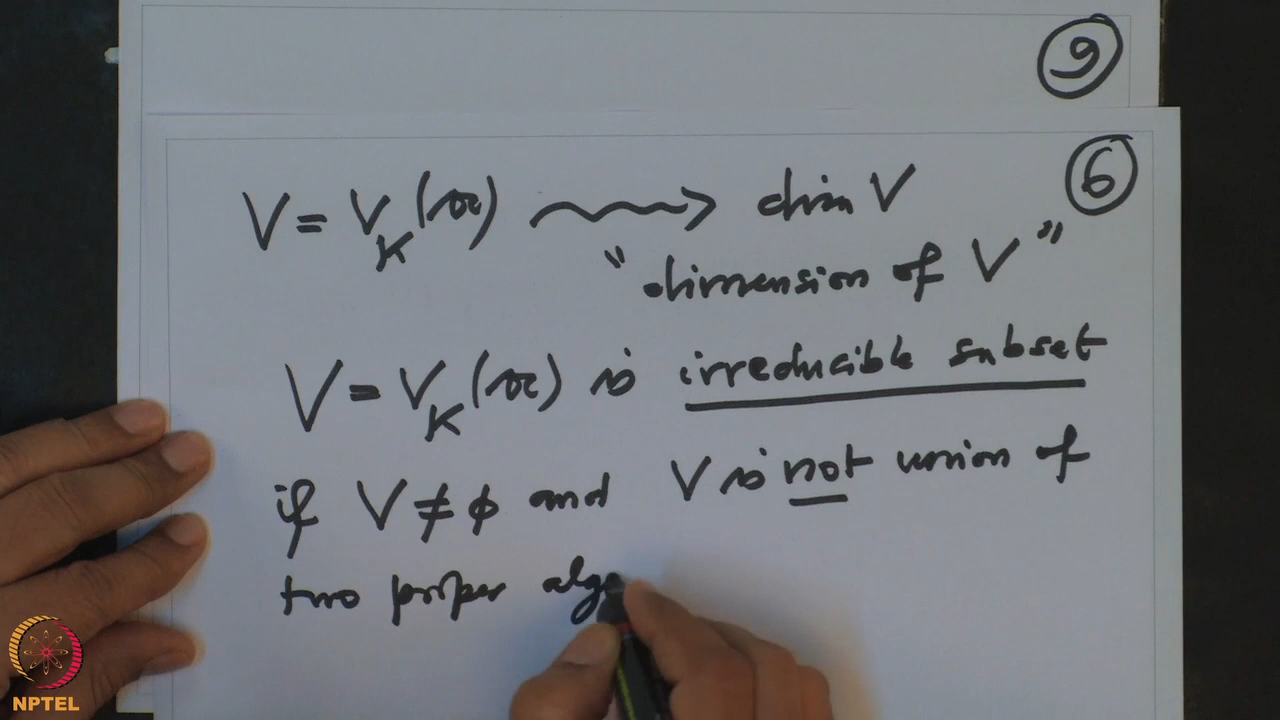 9
6
V = V_K(𝔞) ⇝ dim V
"dimension of V"
V = V_K(𝔞) is irreducible subset
if V ≠ ϕ and V is not union of
two proper alge
NPTEL